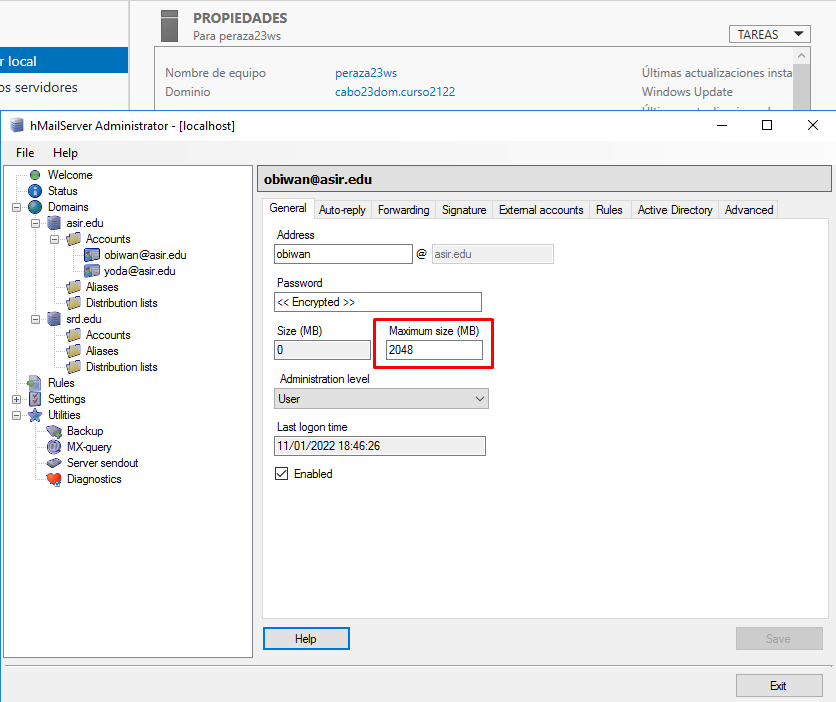 PROPIEDADES
Para peraza23ws
TAREAS
r local
os servidores
Nombre de equipo peraza23ws Últimas actualizaciones insta
Dominio cabo23dom.curso2122 Windows Update
hMailServer Administrator - [localhost]
File Help
Welcome
Status
Domains
asir.edu
Accounts
obiwan@asir.edu
yoda@asir.edu
Aliases
Distribution lists
srd.edu
Accounts
Aliases
Distribution lists
Rules
Settings
Utilities
Backup
MX-query
Server sendout
Diagnostics
obiwan@asir.edu
General Auto-reply Forwarding Signature External accounts Rules Active Directory Advanced
Address
obiwan @ asir.edu
Password
<< Encrypted >>
Size (MB) Maximum size (MB)
0 2048
Administration level
User
Last logon time
11/01/2022 18:46:26
Enabled
Help Save
Exit